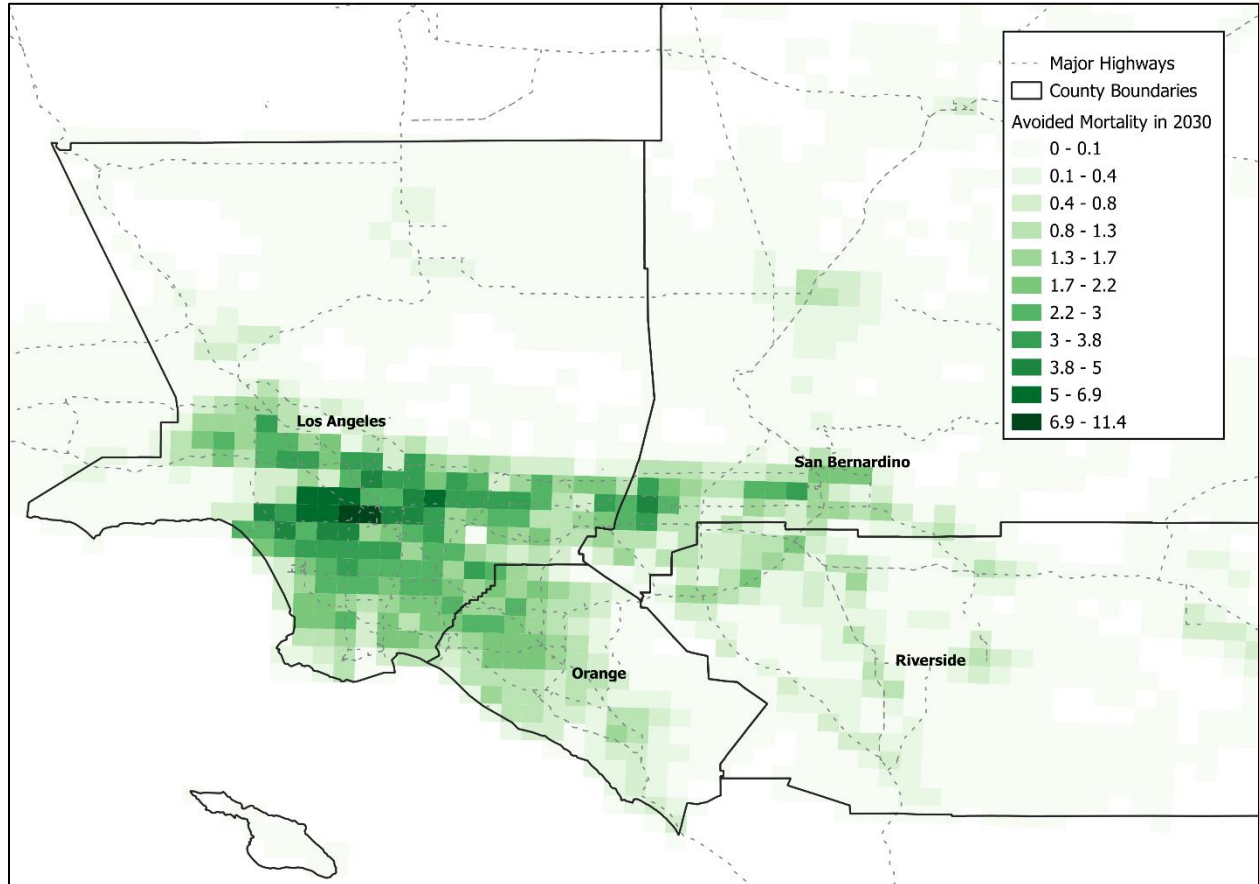 Major Highways
County Boundaries
Avoided Mortality in 2030
0 - 0.1
0.1 - 0.4
0.4 - 0.8
0.8 - 1.3
1.3 - 1.7
1.7 - 2.2
2.2 - 3
3 - 3.8
3.8 - 5
5 - 6.9
6.9 - 11.4
Los Angeles
San Bernardino
Riverside
Orange